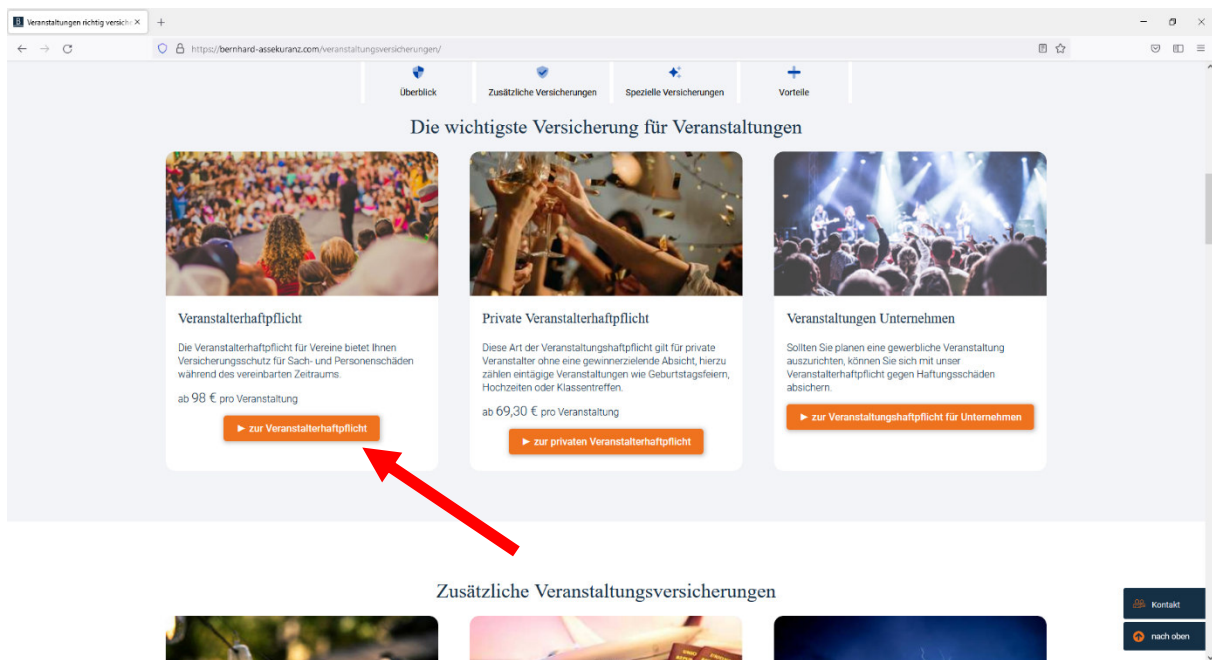 Veranstaltungen richtig versich
https://bernhard-assekuranz.com/veranstaltungsversicherungen/
Überblick
Zusätzliche Versicherungen
Spezielle Versicherungen
Vorteile
Die wichtigste Versicherung für Veranstaltungen
Veranstalterhaftpflicht
Die Veranstalterhaftpflicht für Vereine bietet Ihnen
Versicherungsschutz für Sach- und Personenschäden
während des vereinbarten Zeitraums.
ab 98 € pro Veranstaltung
► zur Veranstalterhaftpflicht
Private Veranstalterhaftpflicht
Diese Art der Veranstaltungshaftpflicht gilt für private
Veranstalter ohne eine gewinnerzielende Absicht, hierzu
zählen eintägige Veranstaltungen wie Geburtstagsfeiern,
Hochzeiten oder Klassentreffen.
ab 69,30 € pro Veranstaltung
► zur privaten Veranstalterhaftpflicht
Veranstaltungen Unternehmen
Sollten Sie planen eine gewerbliche Veranstaltung
auszurichten, können Sie sich mit unser
Veranstalterhaftpflicht gegen Haftungsschäden
absichern.
► zur Veranstaltungshaftpflicht für Unternehmen
Zusätzliche Veranstaltungsversicherungen
Kontakt
nach oben